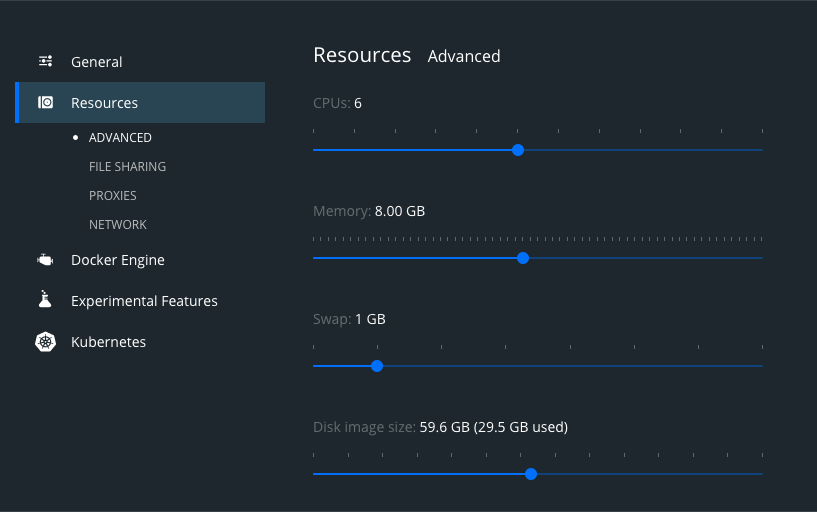 General
Resources
ADVANCED
FILE SHARING
PROXIES
NETWORK
Docker Engine
Experimental Features
Kubernetes
Resources Advanced
CPUs: 6
Memory: 8.00 GB
Swap: 1 GB
Disk image size: 59.6 GB (29.5 GB used)